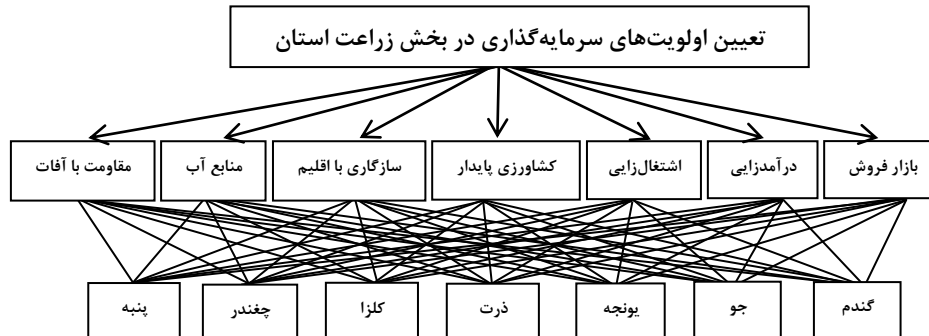 تعیین اولویت‌های سرمایه‌گذاری در بخش زراعت استان
بازار فروش
درآمدزایی
اشتغال‌زایی
کشاورزی پایدار
سازگاری با اقلیم
منابع آب
مقاومت با آفات
گندم
جو
یونجه
ذرت
کلزا
چغندر
پنبه